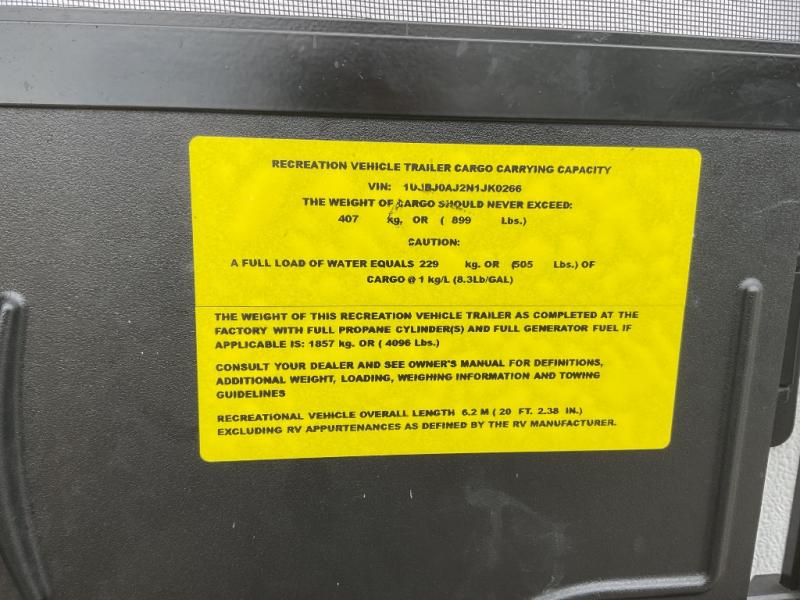 RECREATION VEHICLE TRAILER CARGO CARRYING CAPACITY
VIN: 1UJBJ0AJ2N1JK0266
THE WEIGHT OF CARGO SHOULD NEVER EXCEED:
407 kg. OR ( 899 Lbs.)
CAUTION:
A FULL LOAD OF WATER EQUALS 229 kg. OR (505 Lbs.) OF
CARGO @ 1 kg/L (8.3Lb/GAL)
THE WEIGHT OF THIS RECREATION VEHICLE TRAILER AS COMPLETED AT THE
FACTORY WITH FULL PROPANE CYLINDER(S) AND FULL GENERATOR FUEL IF
APPLICABLE IS: 1857 kg. OR ( 4096 Lbs.)
CONSULT YOUR DEALER AND SEE OWNER'S MANUAL FOR DEFINITIONS,
ADDITIONAL WEIGHT, LOADING, WEIGHING INFORMATION AND TOWING
GUIDELINES
RECREATIONAL VEHICLE OVERALL LENGTH 6.2 M ( 20 FT. 2.38 IN.)
EXCLUDING RV APPURTENANCES AS DEFINED BY THE RV MANUFACTURER.